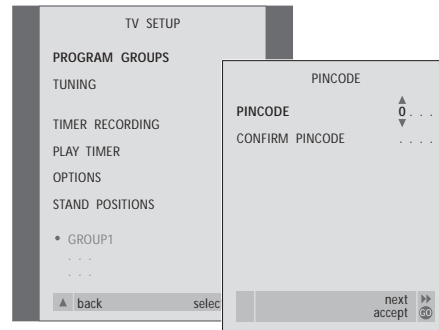 TV SETUP
PROGRAM GROUPS
TUNING
TIMER RECORDING
PLAY TIMER
OPTIONS
STAND POSITIONS
• GROUP1
. . .
. . .
back selec
PINCODE
PINCODE 0 . . .
CONFIRM PINCODE . . . .
next
accept GO